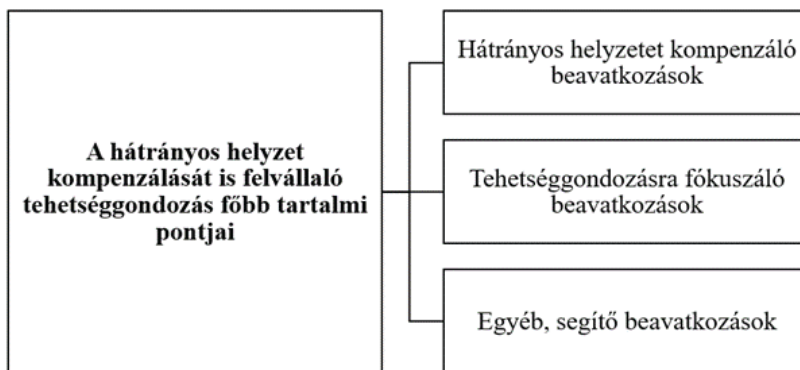 A hátrányos helyzet
kompenzálását is felvállaló
tehetséggondozás főbb tartalmi
pontjai
Hátrányos helyzetet kompenzáló
beavatkozások
Tehetséggondozásra fókuszáló
beavatkozások
Egyéb, segítő beavatkozások